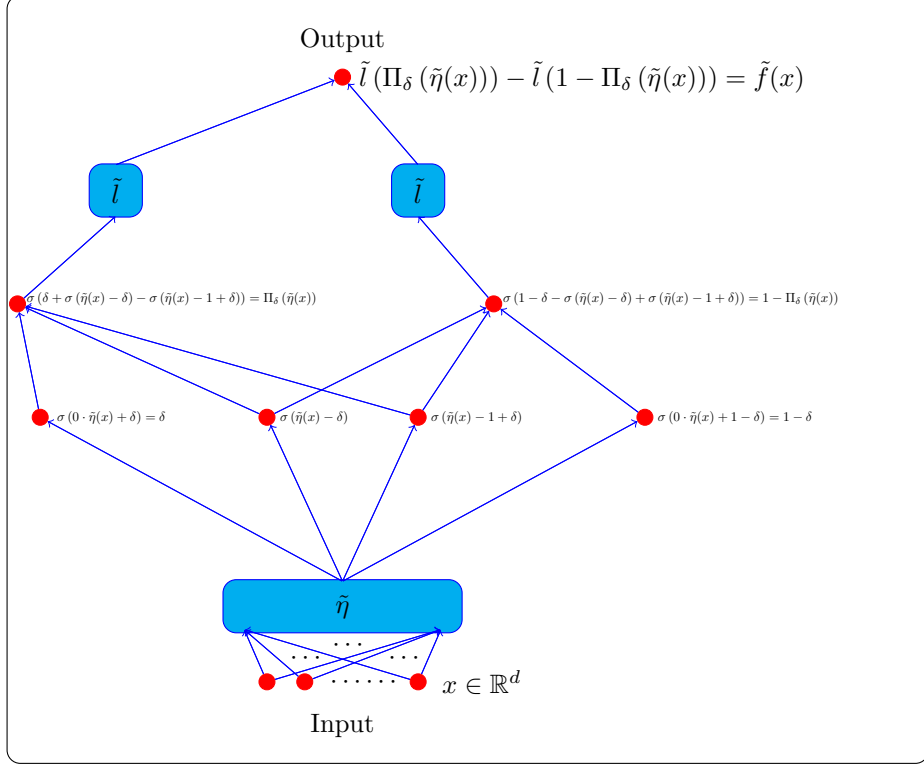 Output
l̃ (Π_δ (η̃(x))) − l̃ (1 − Π_δ (η̃(x))) = f̃(x)
l̃ l̃
σ (δ + σ (η̃(x) − δ) − σ (η̃(x) − 1 + δ)) = Π_δ (η̃(x)) σ (1 − δ − σ (η̃(x) − δ) + σ (η̃(x) − 1 + δ)) = 1 − Π_δ (η̃(x))
σ (0 · η̃(x) + δ) = δ σ (η̃(x) − δ) σ (η̃(x) − 1 + δ) σ (0 · η̃(x) + 1 − δ) = 1 − δ
η̃
···
··· ···
······ x ∈ ℝ^d
Input